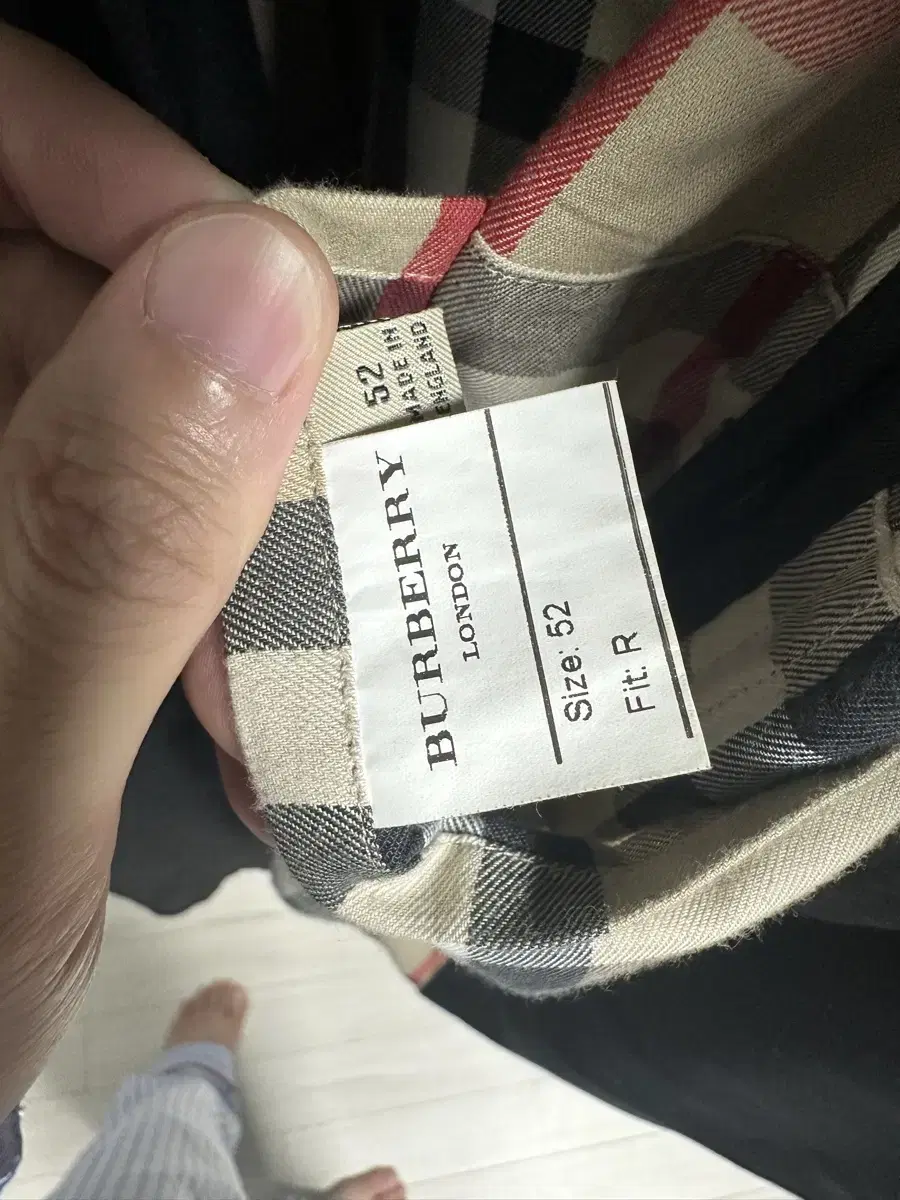 52
MADE IN
ENGLAND
BURBERRY
LONDON
Size: 52
Fit: R